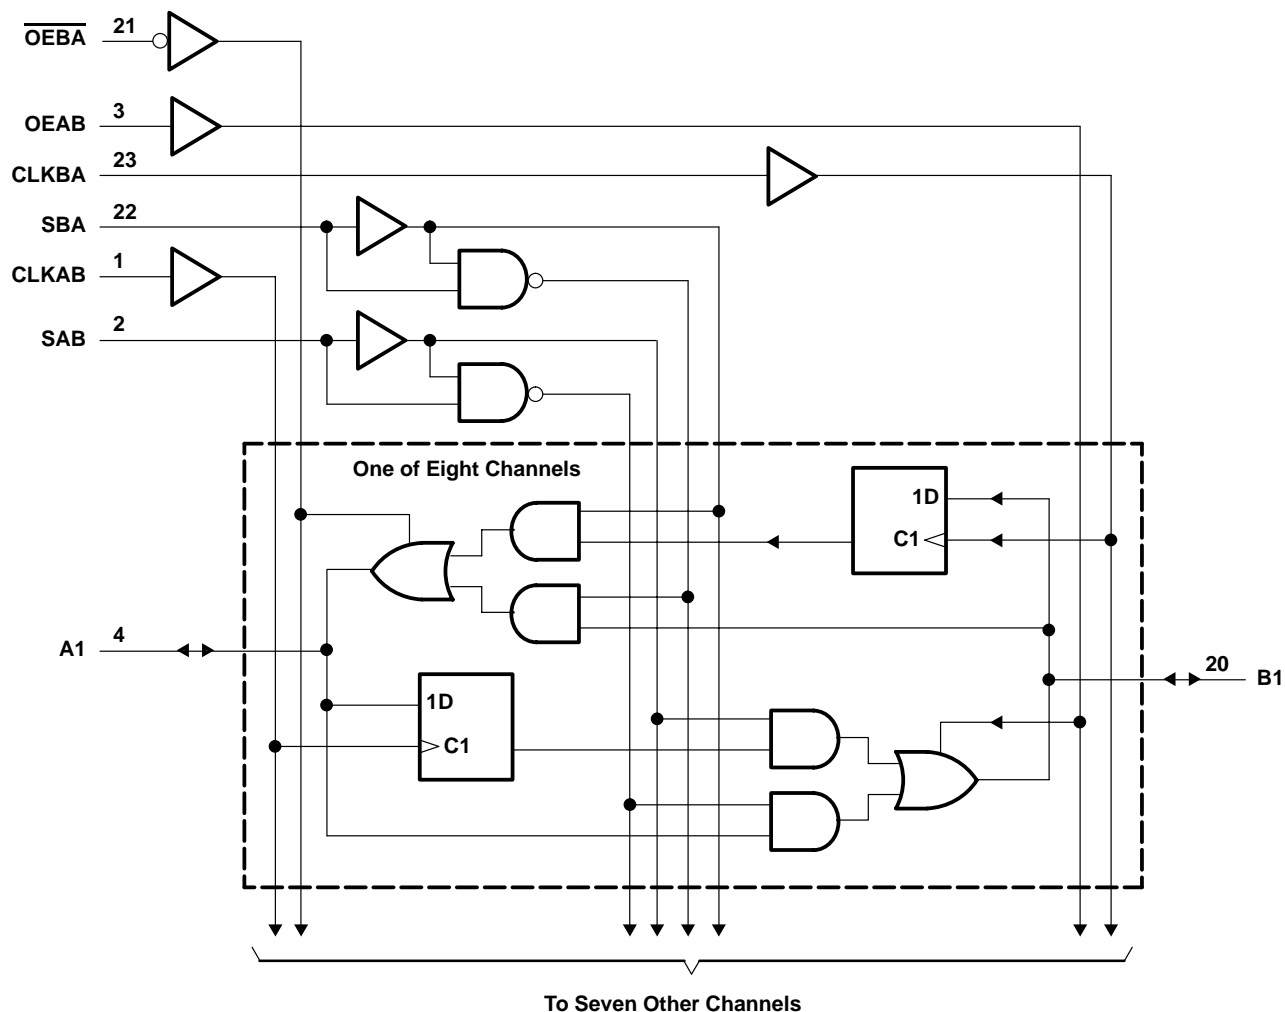 OEBA 21
OEAB 3
CLKBA 23
SBA 22
CLKAB 1
SAB 2
One of Eight Channels
1D
C1
A1 4
20 B1
1D
C1
To Seven Other Channels